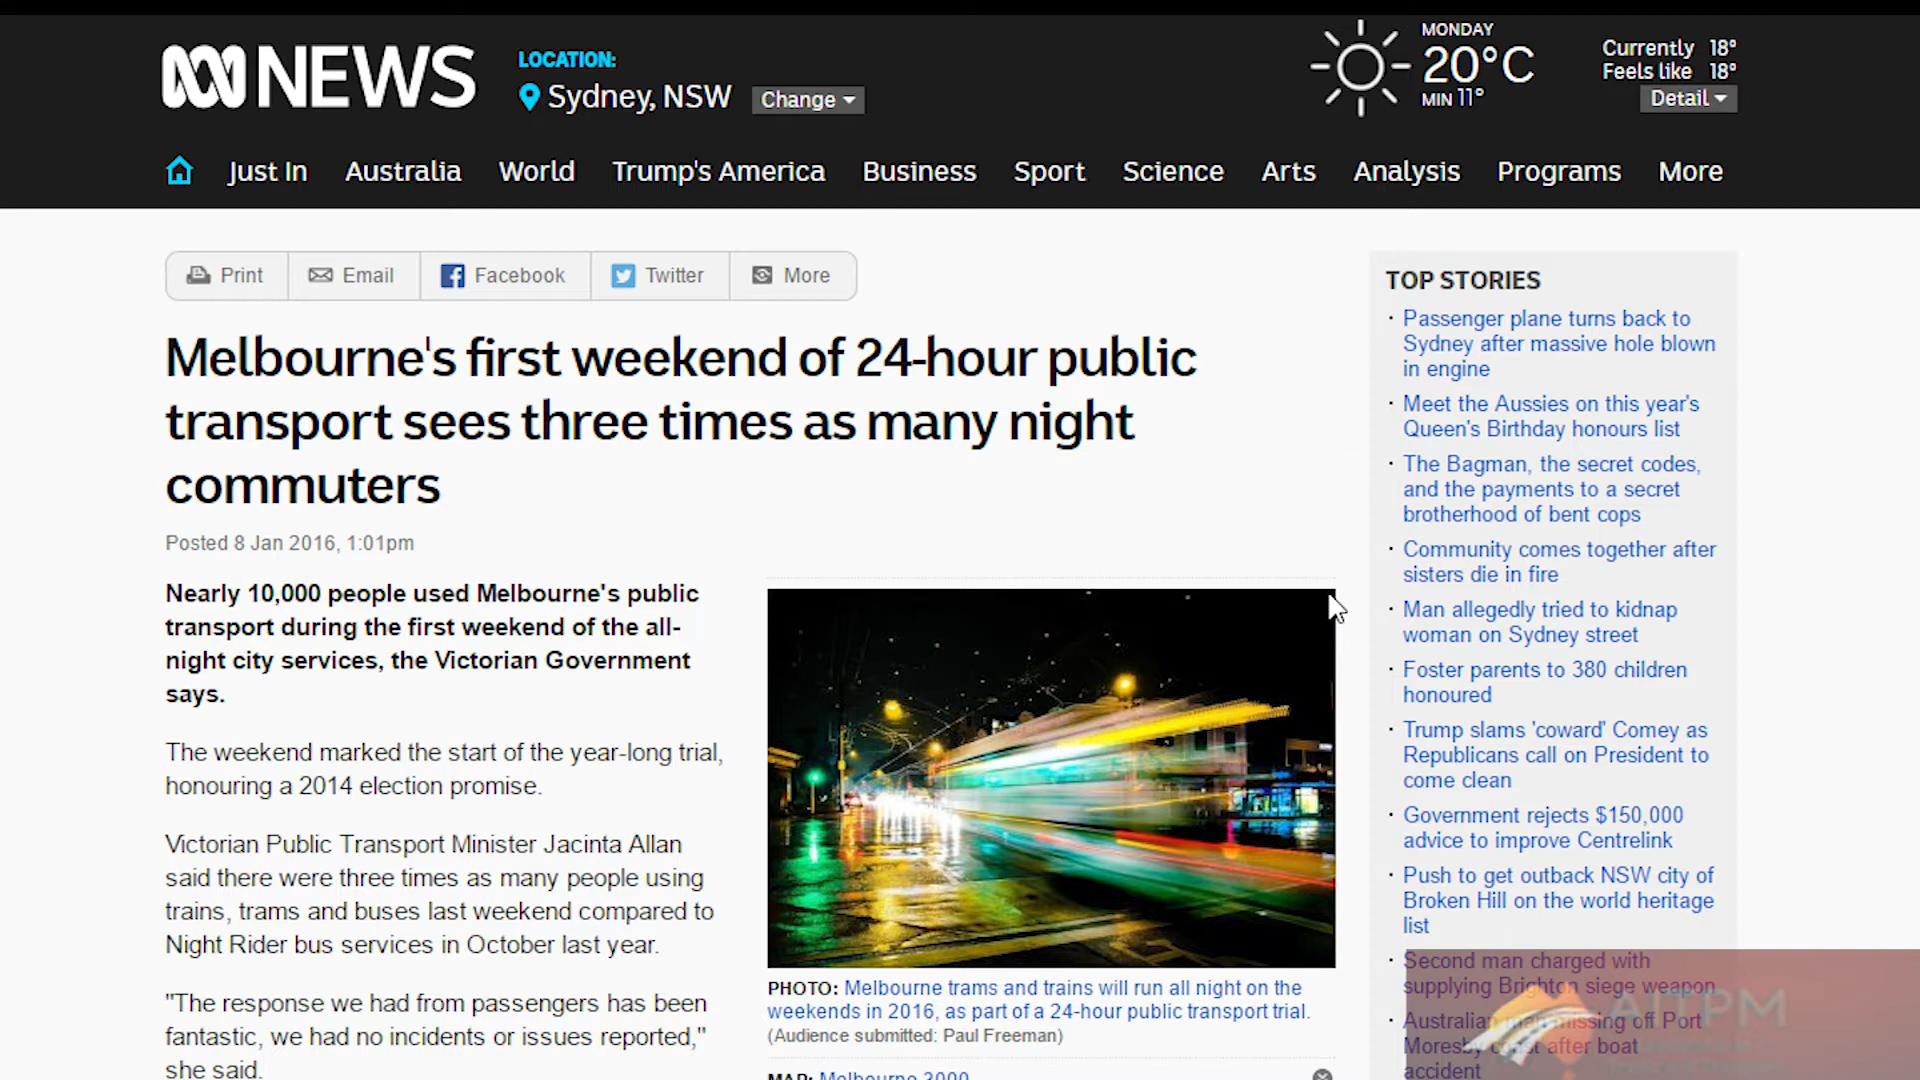 NEWS
LOCATION:
Sydney, NSW
Change
MONDAY
20°C
MIN 11°
Currently 18°
Feels like 18°
Detail
Just In Australia World Trump's America Business Sport Science Arts Analysis Programs More
Print Email Facebook Twitter More
Melbourne's first weekend of 24-hour public
transport sees three times as many night
commuters
Posted 8 Jan 2016, 1:01pm
Nearly 10,000 people used Melbourne's public
transport during the first weekend of the all-
night city services, the Victorian Government
says.
The weekend marked the start of the year-long trial,
honouring a 2014 election promise.
Victorian Public Transport Minister Jacinta Allan
said there were three times as many people using
trains, trams and buses last weekend compared to
Night Rider bus services in October last year.
"The response we had from passengers has been
fantastic, we had no incidents or issues reported,"
she said.
PHOTO: Melbourne trams and trains will run all night on the
weekends in 2016, as part of a 24-hour public transport trial.
(Audience submitted: Paul Freeman)
MAP: Melbourne 3000
TOP STORIES
Passenger plane turns back to
Sydney after massive hole blown
in engine
Meet the Aussies on this year's
Queen's Birthday honours list
The Bagman, the secret codes,
and the payments to a secret
brotherhood of bent cops
Community comes together after
sisters die in fire
Man allegedly tried to kidnap
woman on Sydney street
Foster parents to 380 children
honoured
Trump slams 'coward' Comey as
Republicans call on President to
come clean
Government rejects $150,000
advice to improve Centrelink
Push to get outback NSW city of
Broken Hill on the world heritage
list
Second man charged with
supplying Brighton siege weapon
Australian man missing off Port
Moresby coast after boat
accident
AITPM